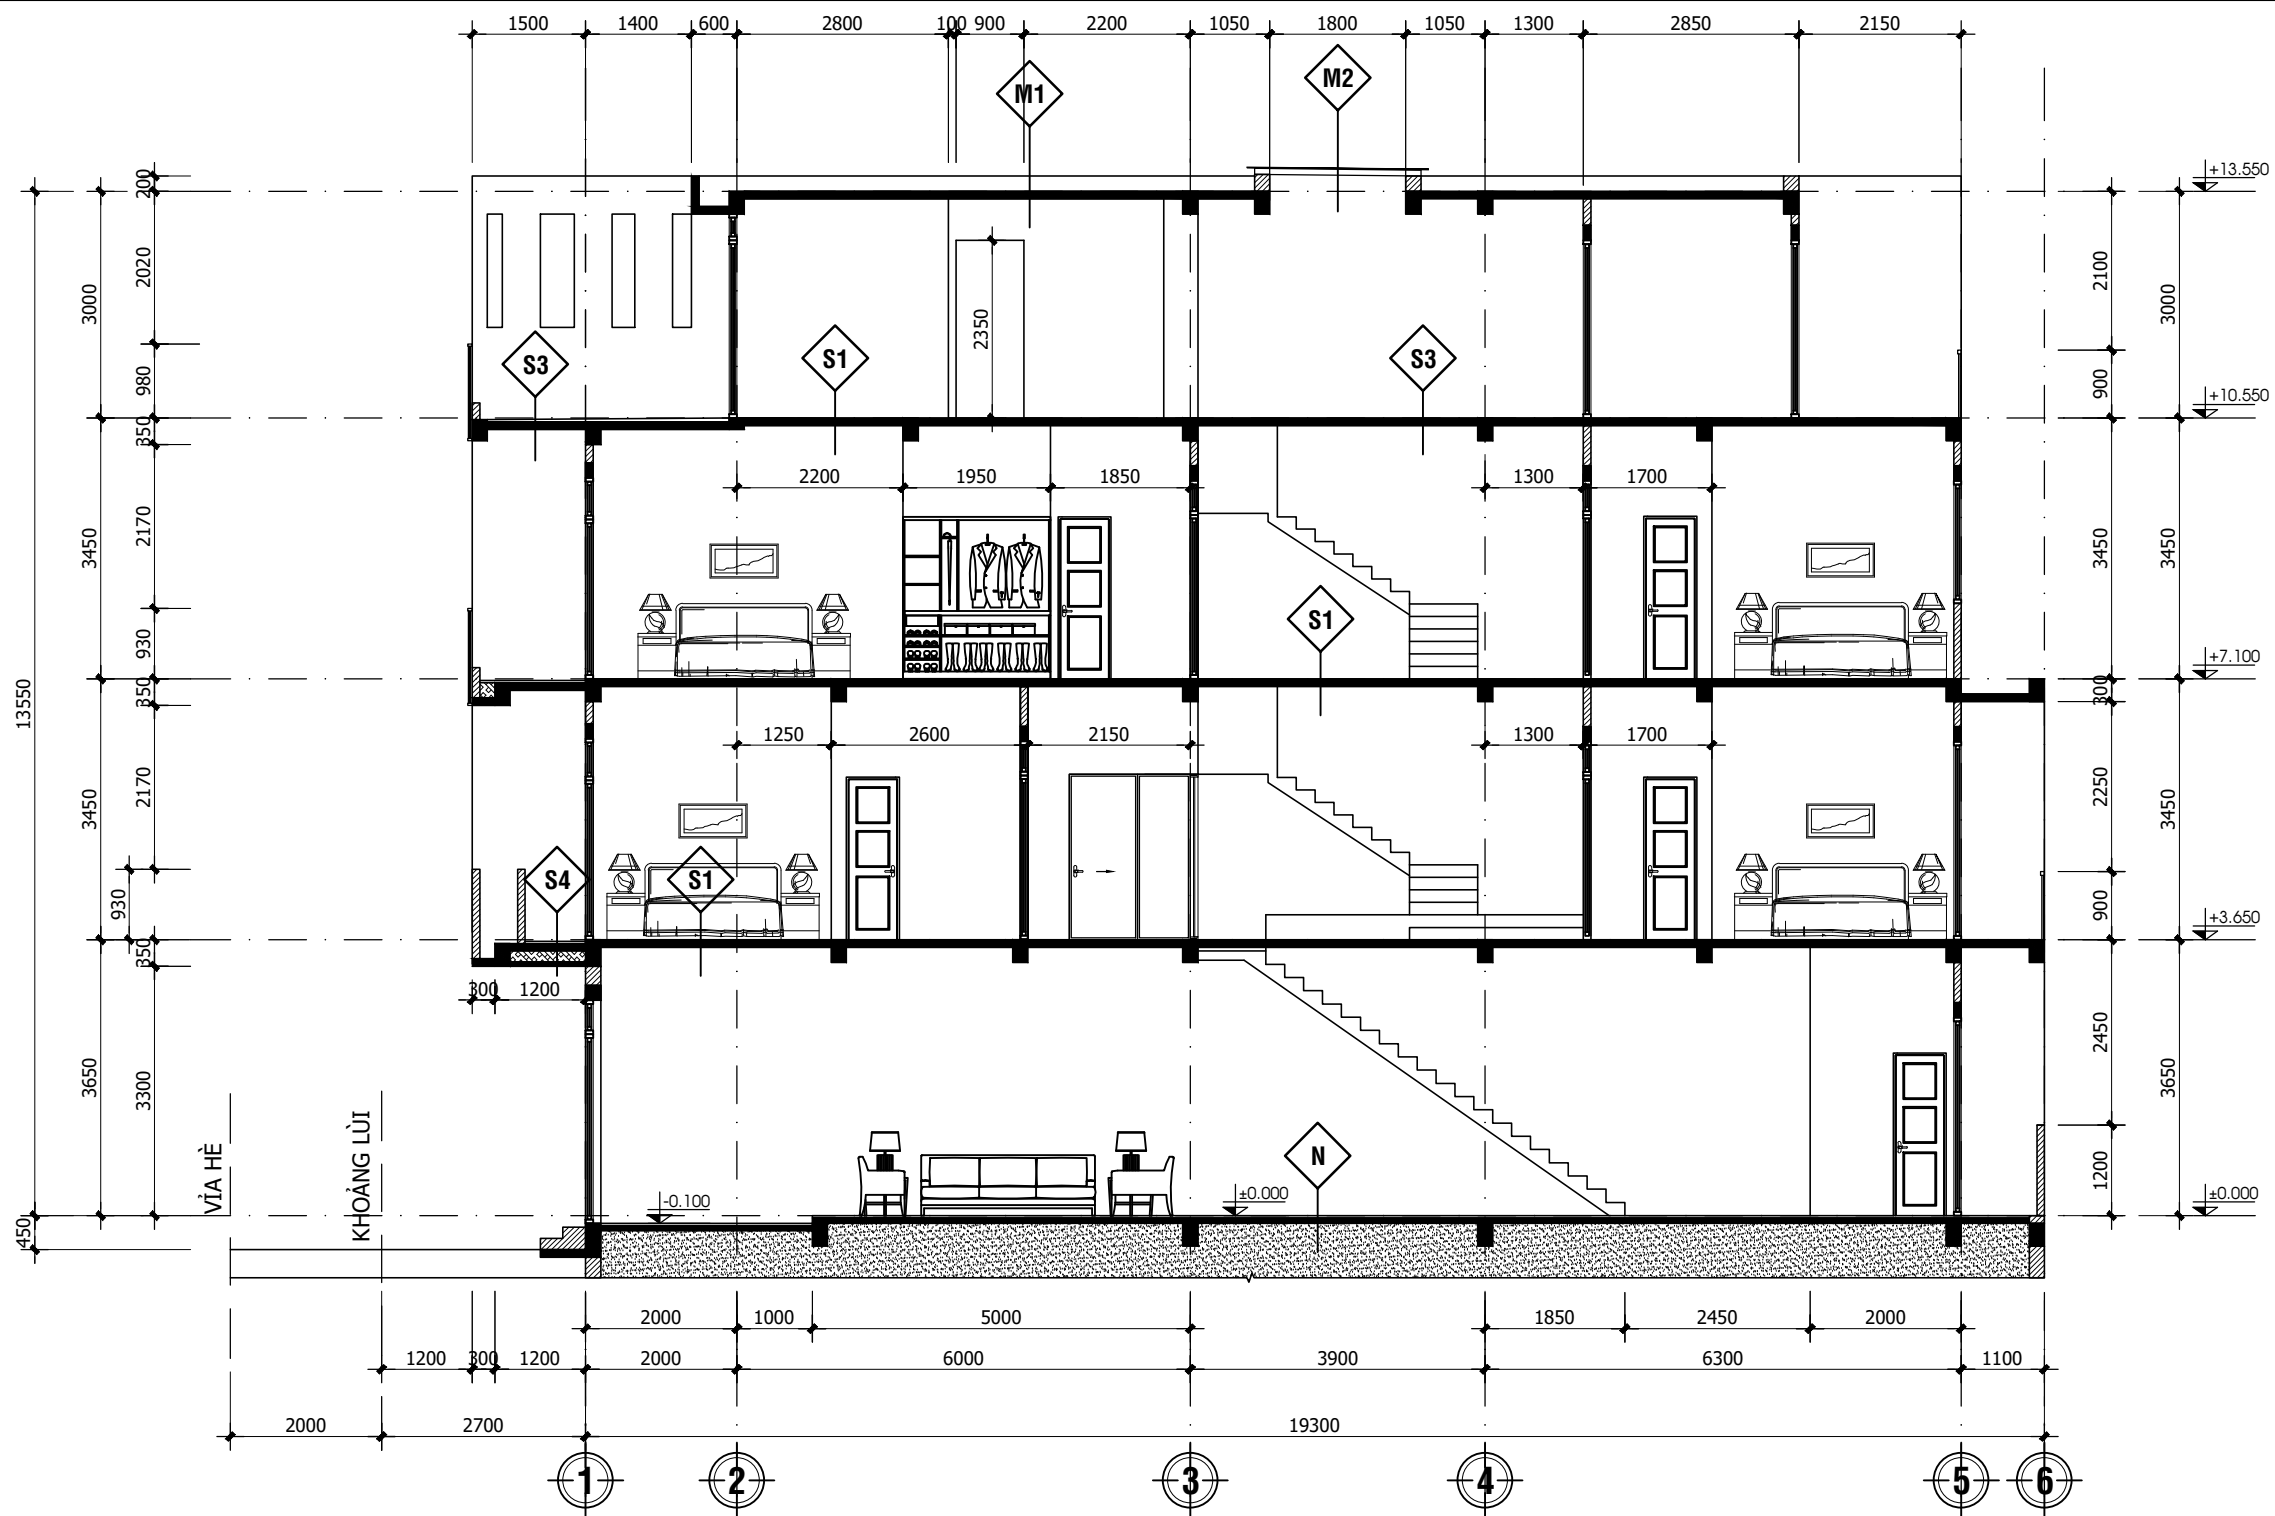 1500 1400 600 2800 100 900 2200 1050 1800 1050 1300 2850 2150
M1 M2
200 +13.550
2020 3000 2100 3000
2350
S3 S1 S3
980 900
+10.550
350
2200 1950 1850 1300 1700
2170 3450 3450 3450
S1
930
+7.100
350 300
13550
1250 2600 2150 1300 1700
2170 3450 2250 3450
S4 S1
930 900
+3.650
350
300 1200
2450
3650 3300 3650
VỈA HÈ KHOẢNG LÙI
N
1200
-0.100 ±0.000 ±0.000
450
2000 1000 5000 1850 2450 2000
1200 300 1200 2000 6000 3900 6300 1100
2000 2700 19300
1 2 3 4 5 6